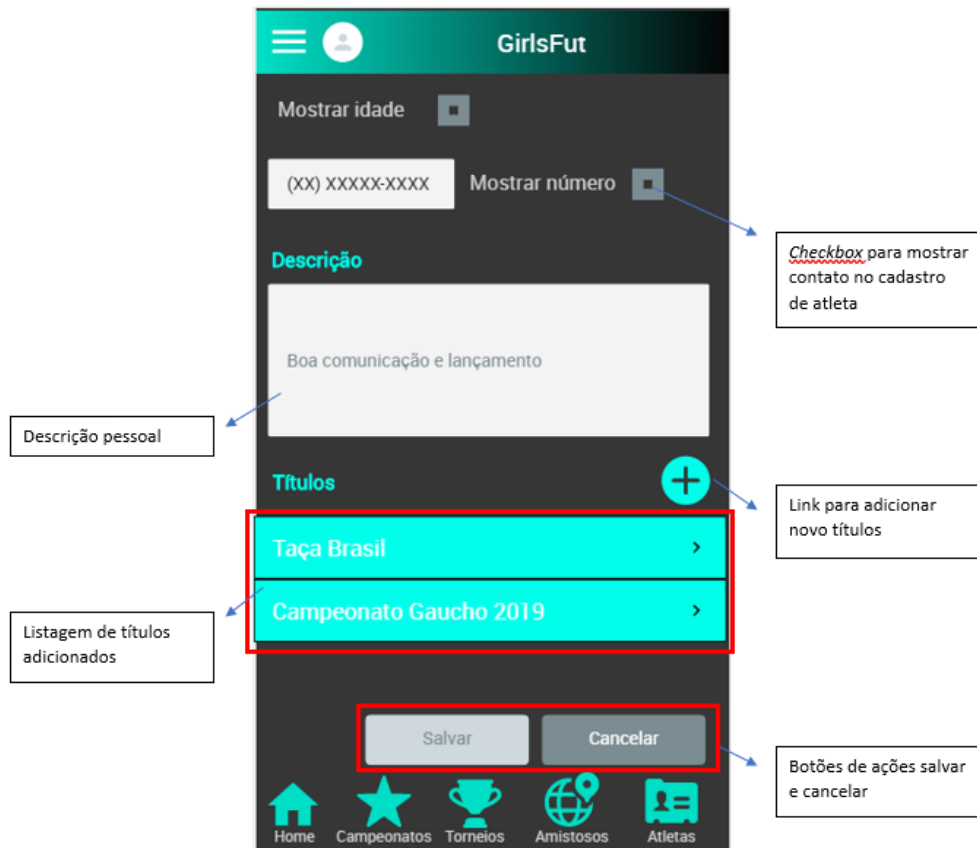 GirlsFut
Mostrar idade
(XX) XXXXX-XXXX
Mostrar número
Checkbox para mostrar
contato no cadastro
de atleta
Descrição
Boa comunicação e lançamento
Descrição pessoal
Títulos
Link para adicionar
novo títulos
Taça Brasil
Campeonato Gaucho 2019
Listagem de títulos
adicionados
Salvar
Cancelar
Botões de ações salvar
e cancelar
Home
Campeonatos
Torneios
Amistosos
Atletas